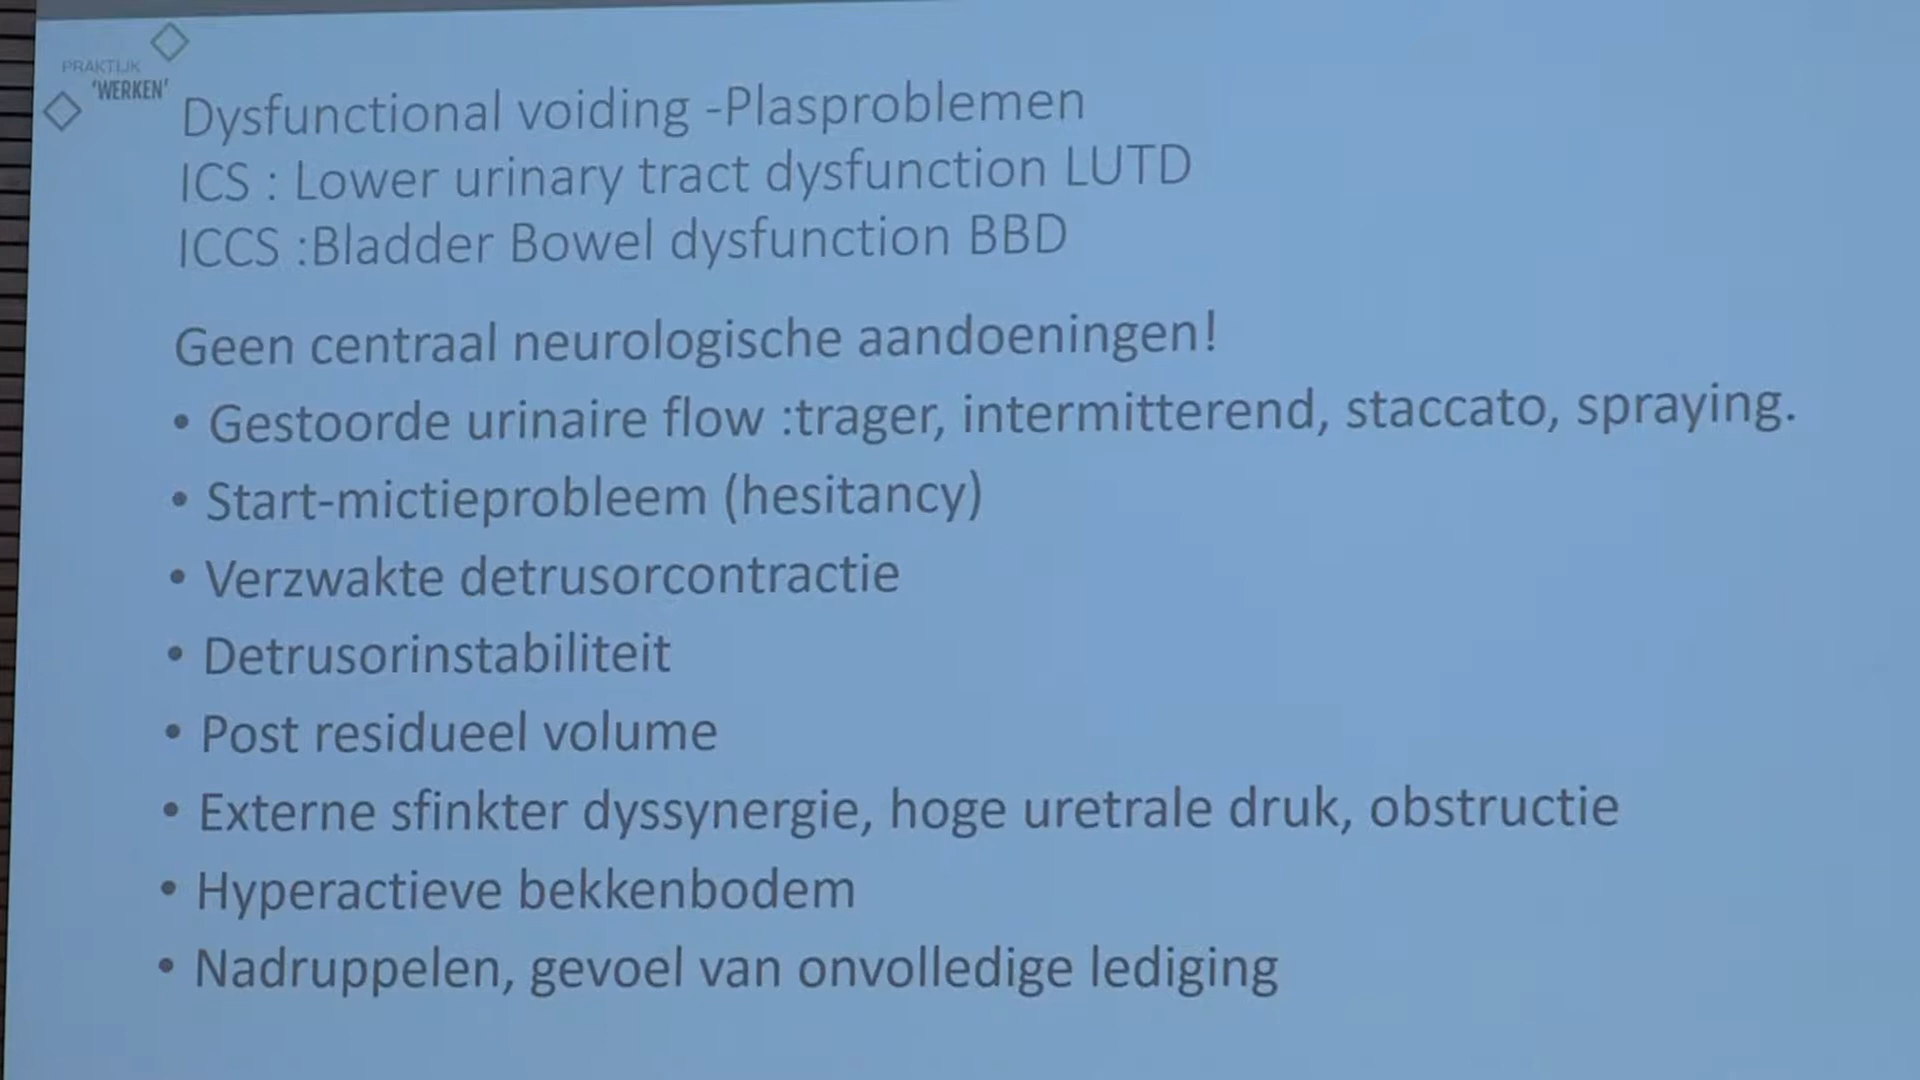 PRAKTIJK
'WERKEN'
Dysfunctional voiding -Plasproblemen
ICS : Lower urinary tract dysfunction LUTD
ICCS :Bladder Bowel dysfunction BBD
Geen centraal neurologische aandoeningen!
• Gestoorde urinaire flow :trager, intermitterend, staccato, spraying.
• Start-mictieprobleem (hesitancy)
• Verzwakte detrusorcontractie
• Detrusorinstabiliteit
• Post residueel volume
• Externe sfinkter dyssynergie, hoge uretrale druk, obstructie
• Hyperactieve bekkenbodem
• Nadruppelen, gevoel van onvolledige lediging